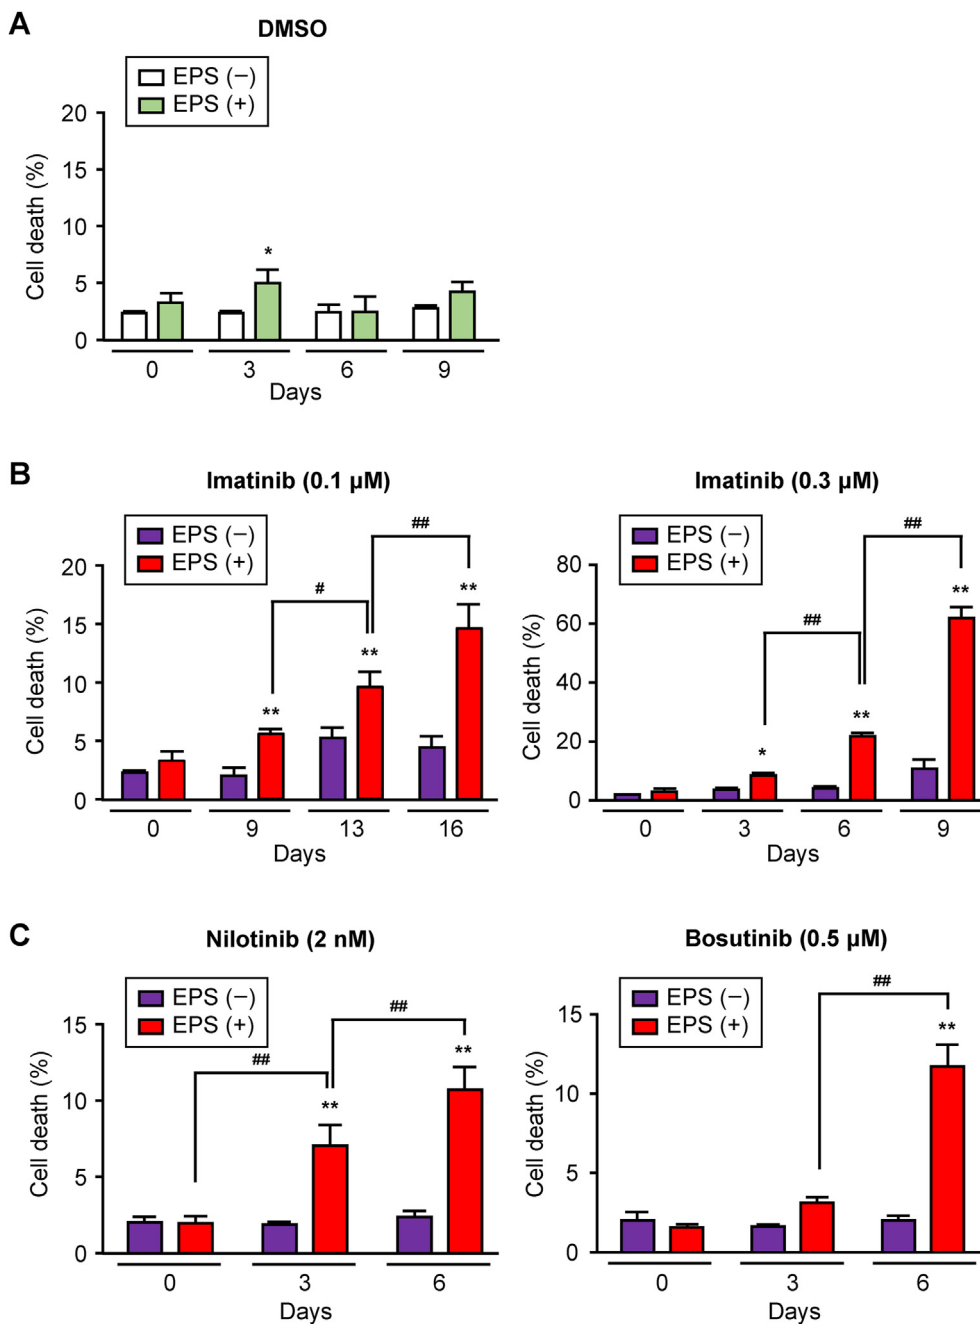 A
DMSO
EPS (−)
EPS (+)
20
15
10
5
0
Cell death (%)
*
0 3 6 9
Days
B
Imatinib (0.1 µM)
EPS (−)
EPS (+)
20
15
10
5
0
Cell death (%)
##
#
**
**
**
0 9 13 16
Days
Imatinib (0.3 µM)
EPS (−)
EPS (+)
80
60
40
20
0
Cell death (%)
##
##
**
**
*
0 3 6 9
Days
C
Nilotinib (2 nM)
EPS (−)
EPS (+)
15
10
5
0
Cell death (%)
##
##
**
**
0 3 6
Days
Bosutinib (0.5 µM)
EPS (−)
EPS (+)
15
10
5
0
Cell death (%)
##
**
0 3 6
Days